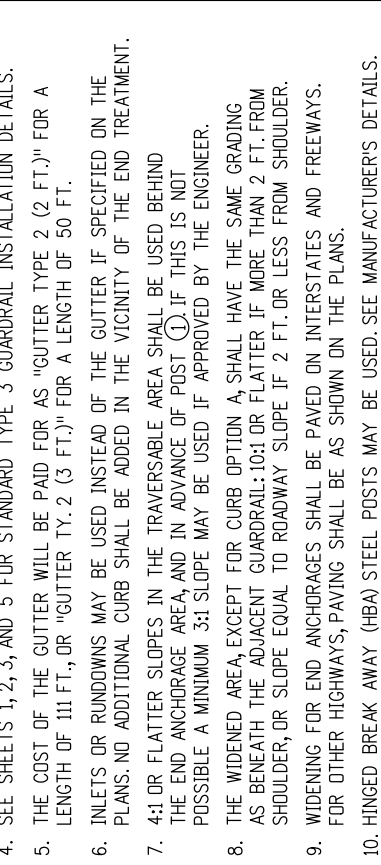 4. SEE SHEETS 1, 2, 3, AND 5 FOR STANDARD TYPE 3 GUARDRAIL INSTALLATION DETAILS.
5. THE COST OF THE GUTTER WILL BE PAID FOR AS "GUTTER TYPE 2 (2 FT.)" FOR A
LENGTH OF 111 FT., OR "GUTTER TY. 2 (3 FT.)" FOR A LENGTH OF 50 FT.
6. INLETS OR RUNDOWNS MAY BE USED INSTEAD OF THE GUTTER IF SPECIFIED ON THE
PLANS. NO ADDITIONAL CURB SHALL BE ADDED IN THE VICINITY OF THE END TREATMENT.
7. 4:1 OR FLATTER SLOPES IN THE TRAVERSABLE AREA SHALL BE USED BEHIND
THE END ANCHORAGE AREA, AND IN ADVANCE OF POST ①. IF THIS IS NOT
POSSIBLE A MINIMUM 3:1 SLOPE MAY BE USED IF APPROVED BY THE ENGINEER.
8. THE WIDENED AREA, EXCEPT FOR CURB OPTION A, SHALL HAVE THE SAME GRADING
AS BENEATH THE ADJACENT GUARDRAIL: 10:1 OR FLATTER IF MORE THAN 2 FT. FROM
SHOULDER, OR SLOPE EQUAL TO ROADWAY SLOPE IF 2 FT. OR LESS FROM SHOULDER.
9. WIDENING FOR END ANCHORAGES SHALL BE PAVED ON INTERSTATES AND FREEWAYS.
FOR OTHER HIGHWAYS, PAVING SHALL BE AS SHOWN ON THE PLANS.
10. HINGED BREAK AWAY (HBA) STEEL POSTS MAY BE USED. SEE MANUFACTURER'S DETAILS.